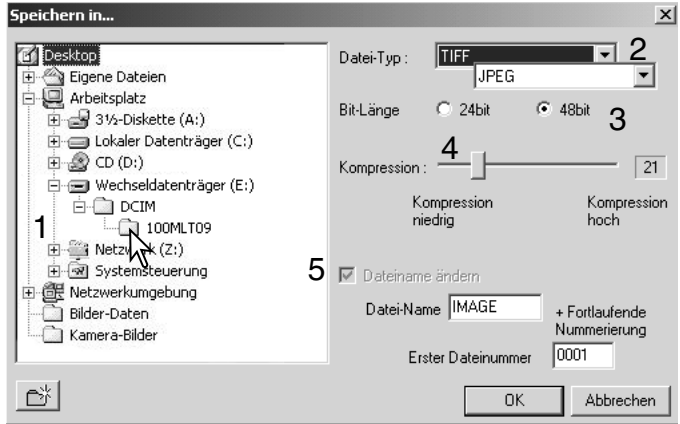 Speichern in...
Desktop
Eigene Dateien
Arbeitsplatz
3½-Diskette (A:)
Lokaler Datenträger (C:)
CD (D:)
Wechseldatenträger (E:)
DCIM
1
100MLT09
Netzwerk (Z:)
Systemsteuerung
Netzwerkumgebung
Bilder-Daten
Kamera-Bilder
Datei-Typ :
TIFF
2
JPEG
Bit-Länge
24bit
48bit
3
4
Kompression :
21
Kompression niedrig
Kompression hoch
5
Dateiname ändern
Datei-Name
IMAGE
+ Fortlaufende
Nummerierung
Erster Dateinummer
0001
OK
Abbrechen